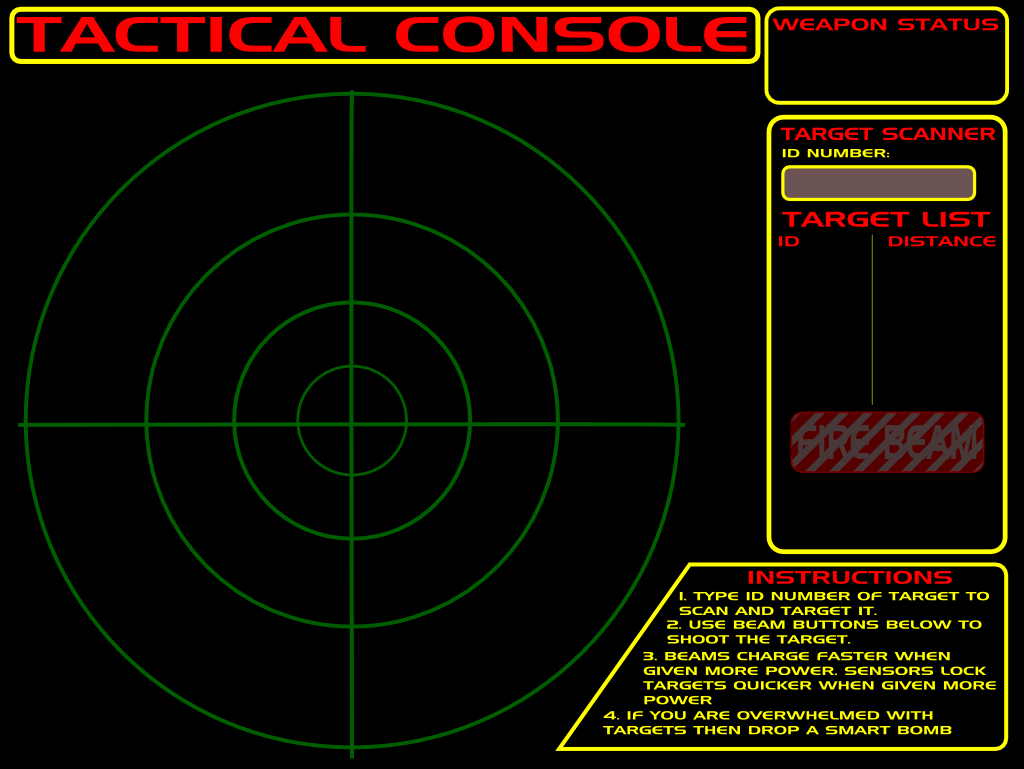 TACTICAL CONSOLE
WEAPON STATUS
TARGET SCANNER
ID NUMBER:
TARGET LIST
ID DISTANCE
FIRE BEAM
INSTRUCTIONS
1. TYPE ID NUMBER OF TARGET TO
SCAN AND TARGET IT.
2. USE BEAM BUTTONS BELOW TO
SHOOT THE TARGET.
3. BEAMS CHARGE FASTER WHEN
GIVEN MORE POWER. SENSORS LOCK
TARGETS QUICKER WHEN GIVEN MORE
POWER
4. IF YOU ARE OVERWHELMED WITH
TARGETS THEN DROP A SMART BOMB